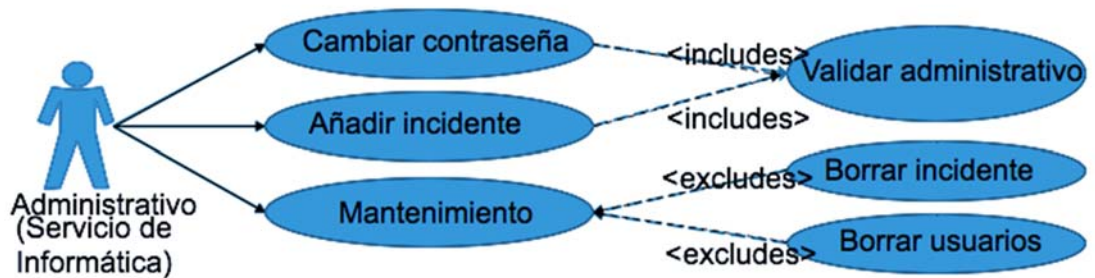 Cambiar contraseña
<includes>
Validar administrativo
Añadir incidente
<includes>
Borrar incidente
<excludes>
Mantenimiento
Borrar usuarios
<excludes>
Administrativo
(Servicio de
Informática)